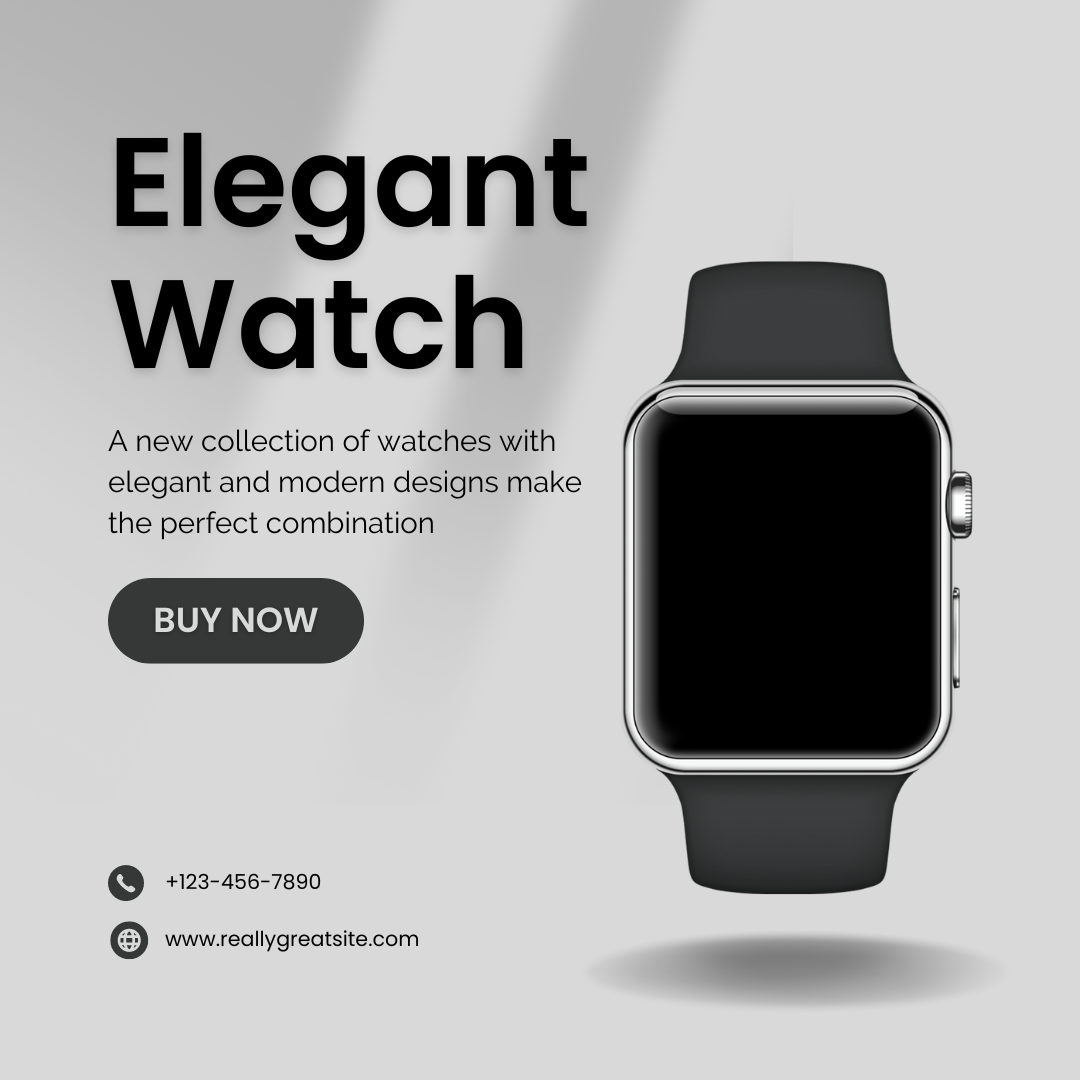 Elegant
Watch
A new collection of watches with
elegant and modern designs make
the perfect combination
BUY NOW
+123-456-7890
www.reallygreatsite.com